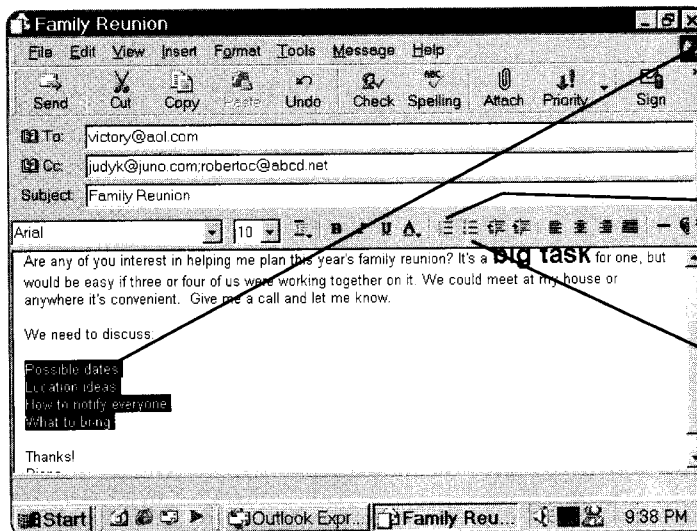 Family Reunion
File Edit View Insert Format Tools Message Help
Send Cut Copy Paste Undo Check Spelling Attach Priority Sign
To: victory@aol.com
Cc: judyk@juno.com;robertoc@abcd.net
Subject: Family Reunion
Arial 10 B I U A
Are any of you interest in helping me plan this year's family reunion? It's a big task for one, but
would be easy if three or four of us were working together on it. We could meet at my house or
anywhere it's convenient. Give me a call and let me know.
We need to discuss:
Possible dates
Location ideas
How to notify everyone
What to bring
Thanks!
Start Outlook Expr... Family Reu... 9:38 PM